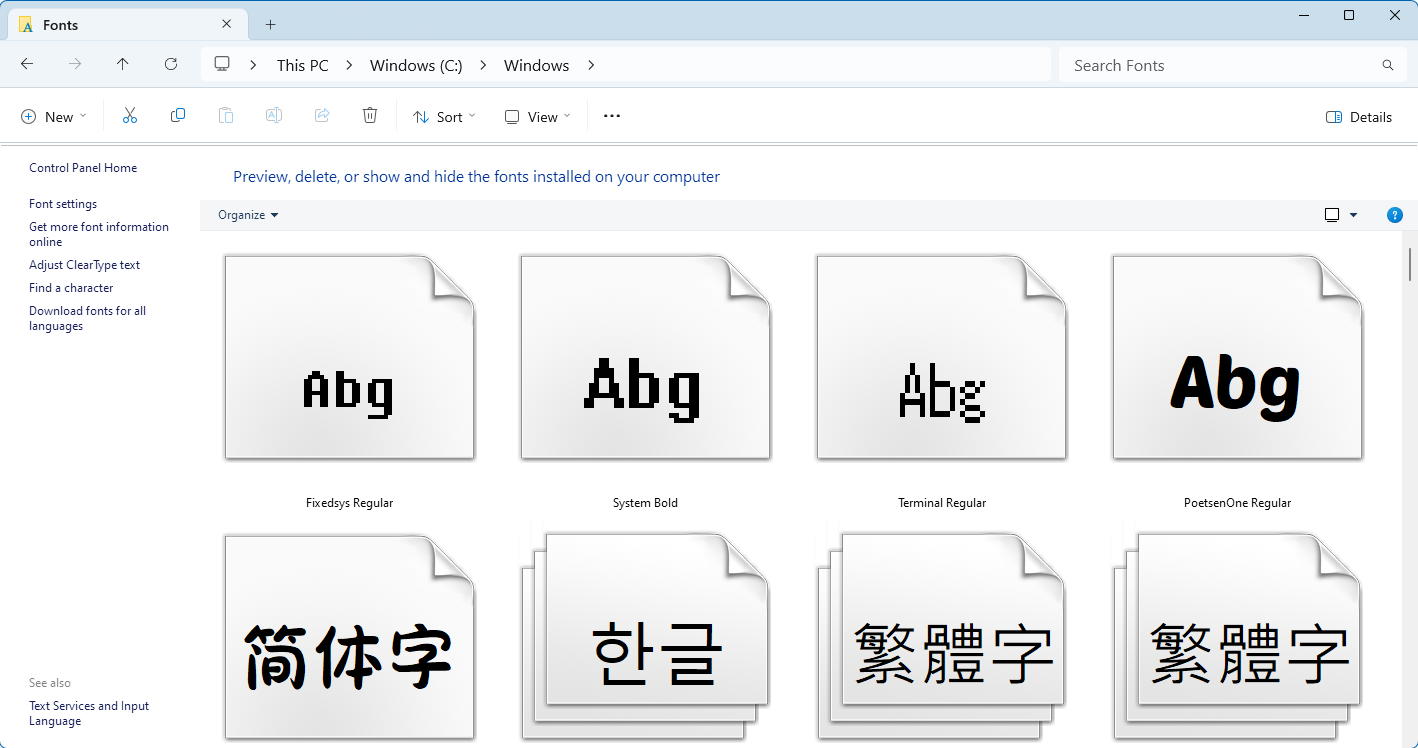 Fonts
This PC > Windows (C:) > Windows >
Search Fonts
New
Sort
View
Details
Control Panel Home
Font settings
Get more font information
online
Adjust ClearType text
Find a character
Download fonts for all
languages
See also
Text Services and Input
Language
Preview, delete, or show and hide the fonts installed on your computer
Organize
Abg Abg Abg Abg
Fixedsys Regular System Bold Terminal Regular PoetsenOne Regular
简体字 한글 繁體字 繁體字